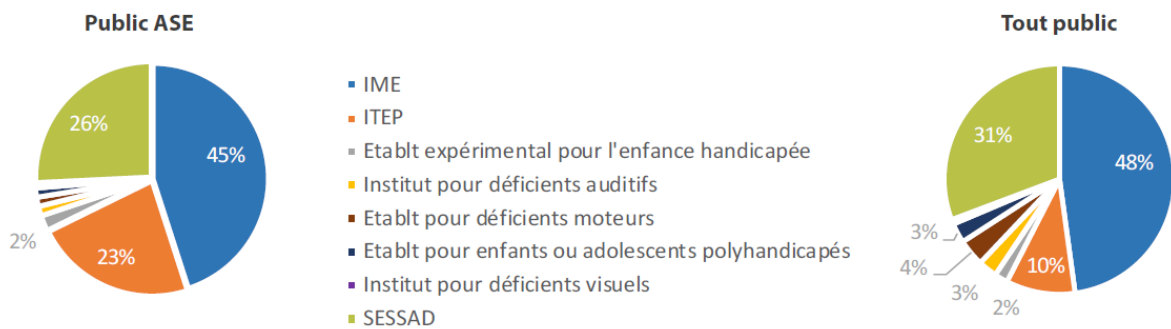 Public ASE
26%
45%
2%
23%
IME
ITEP
Etablt expérimental pour l'enfance handicapée
Institut pour déficients auditifs
Etablt pour déficients moteurs
Etablt pour enfants ou adolescents polyhandicapés
Institut pour déficients visuels
SESSAD
Tout public
31%
48%
3%
4%
3%
2%
10%